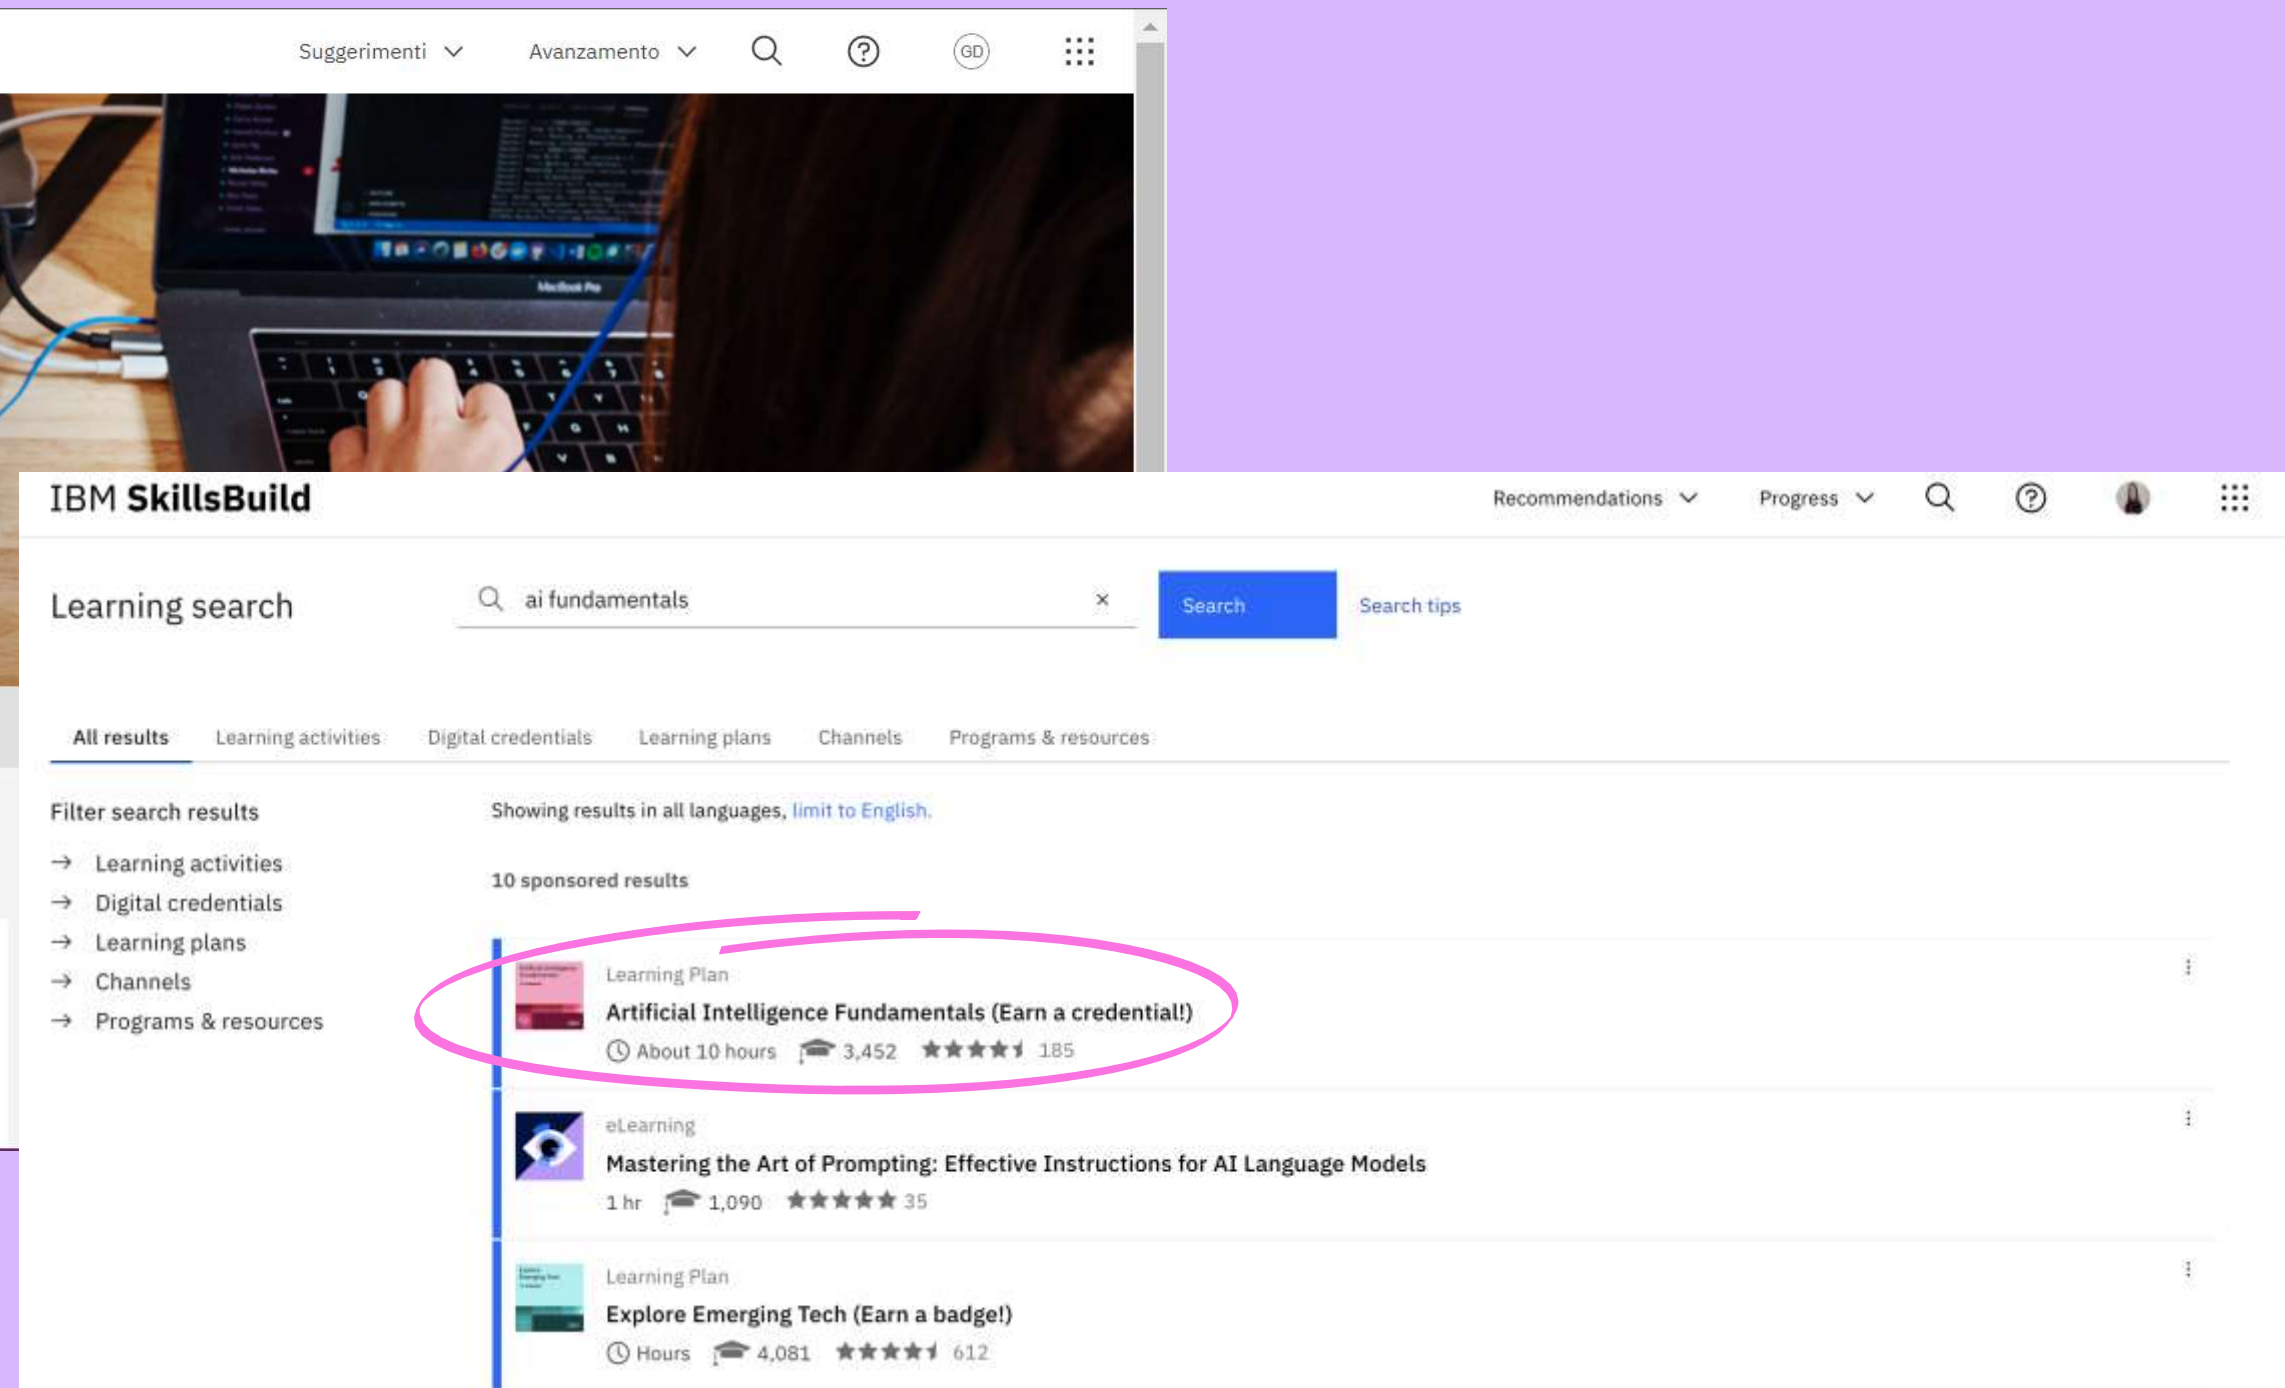 Suggerimenti Avanzamento GD
MacBook Pro
IBM SkillsBuild
Recommendations Progress
Learning search
ai fundamentals
Search
Search tips
All results Learning activities Digital credentials Learning plans Channels Programs & resources
Filter search results
Learning activities
Digital credentials
Learning plans
Channels
Programs & resources
Showing results in all languages, limit to English.
10 sponsored results
Learning Plan
Artificial Intelligence Fundamentals (Earn a credential!)
About 10 hours 3,452 185
eLearning
Mastering the Art of Prompting: Effective Instructions for AI Language Models
1 hr 1,090 35
Learning Plan
Explore Emerging Tech (Earn a badge!)
Hours 4,081 612